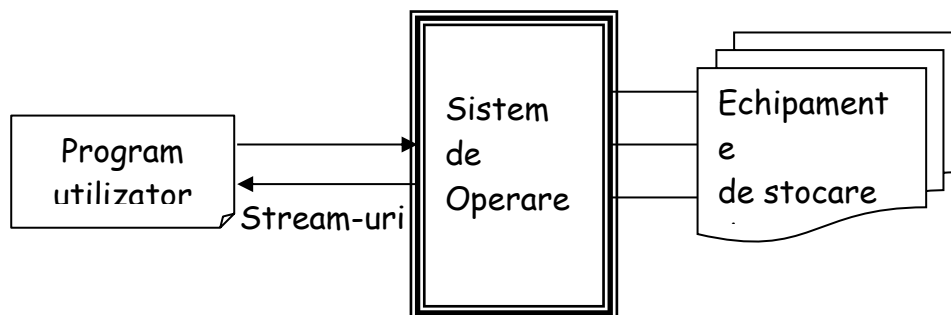 Program
utilizator
Stream-uri
Sistem
de
Operare
Echipament
e
de stocare